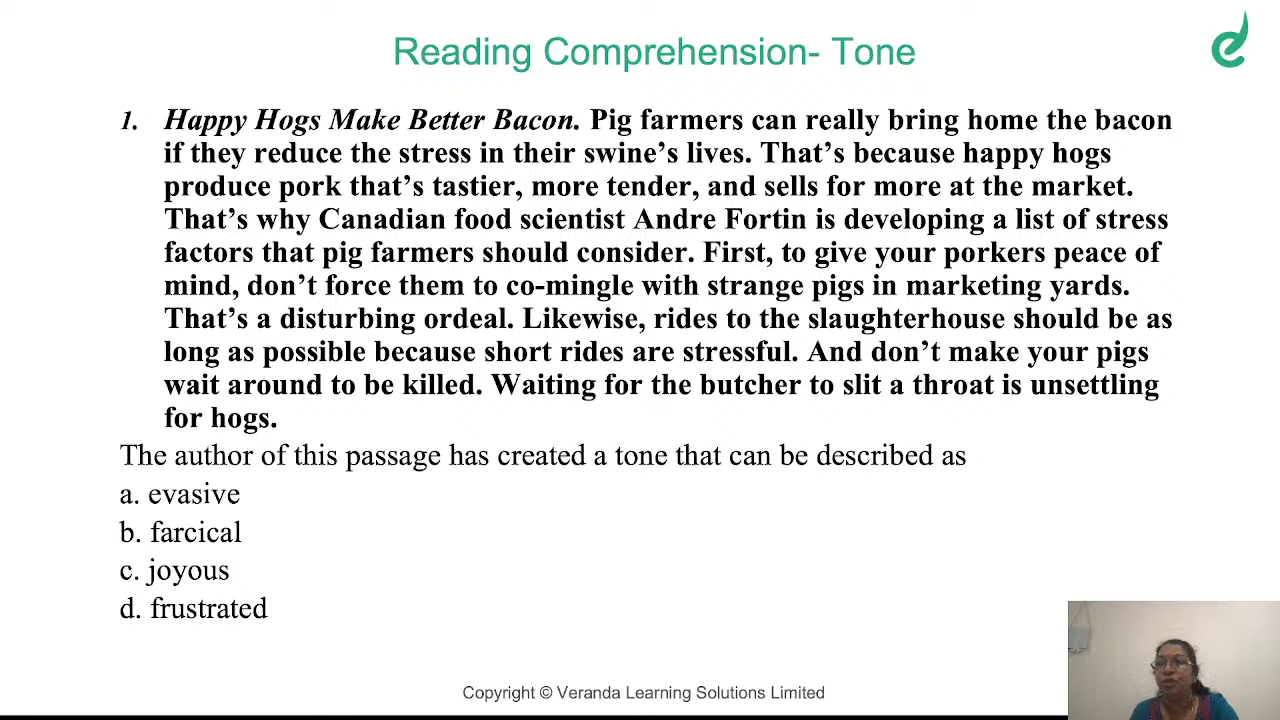 Reading Comprehension- Tone
1. Happy Hogs Make Better Bacon. Pig farmers can really bring home the bacon
if they reduce the stress in their swine’s lives. That’s because happy hogs
produce pork that’s tastier, more tender, and sells for more at the market.
That’s why Canadian food scientist Andre Fortin is developing a list of stress
factors that pig farmers should consider. First, to give your porkers peace of
mind, don’t force them to co-mingle with strange pigs in marketing yards.
That’s a disturbing ordeal. Likewise, rides to the slaughterhouse should be as
long as possible because short rides are stressful. And don’t make your pigs
wait around to be killed. Waiting for the butcher to slit a throat is unsettling
for hogs.
The author of this passage has created a tone that can be described as
a. evasive
b. farcical
c. joyous
d. frustrated
Copyright © Veranda Learning Solutions Limited